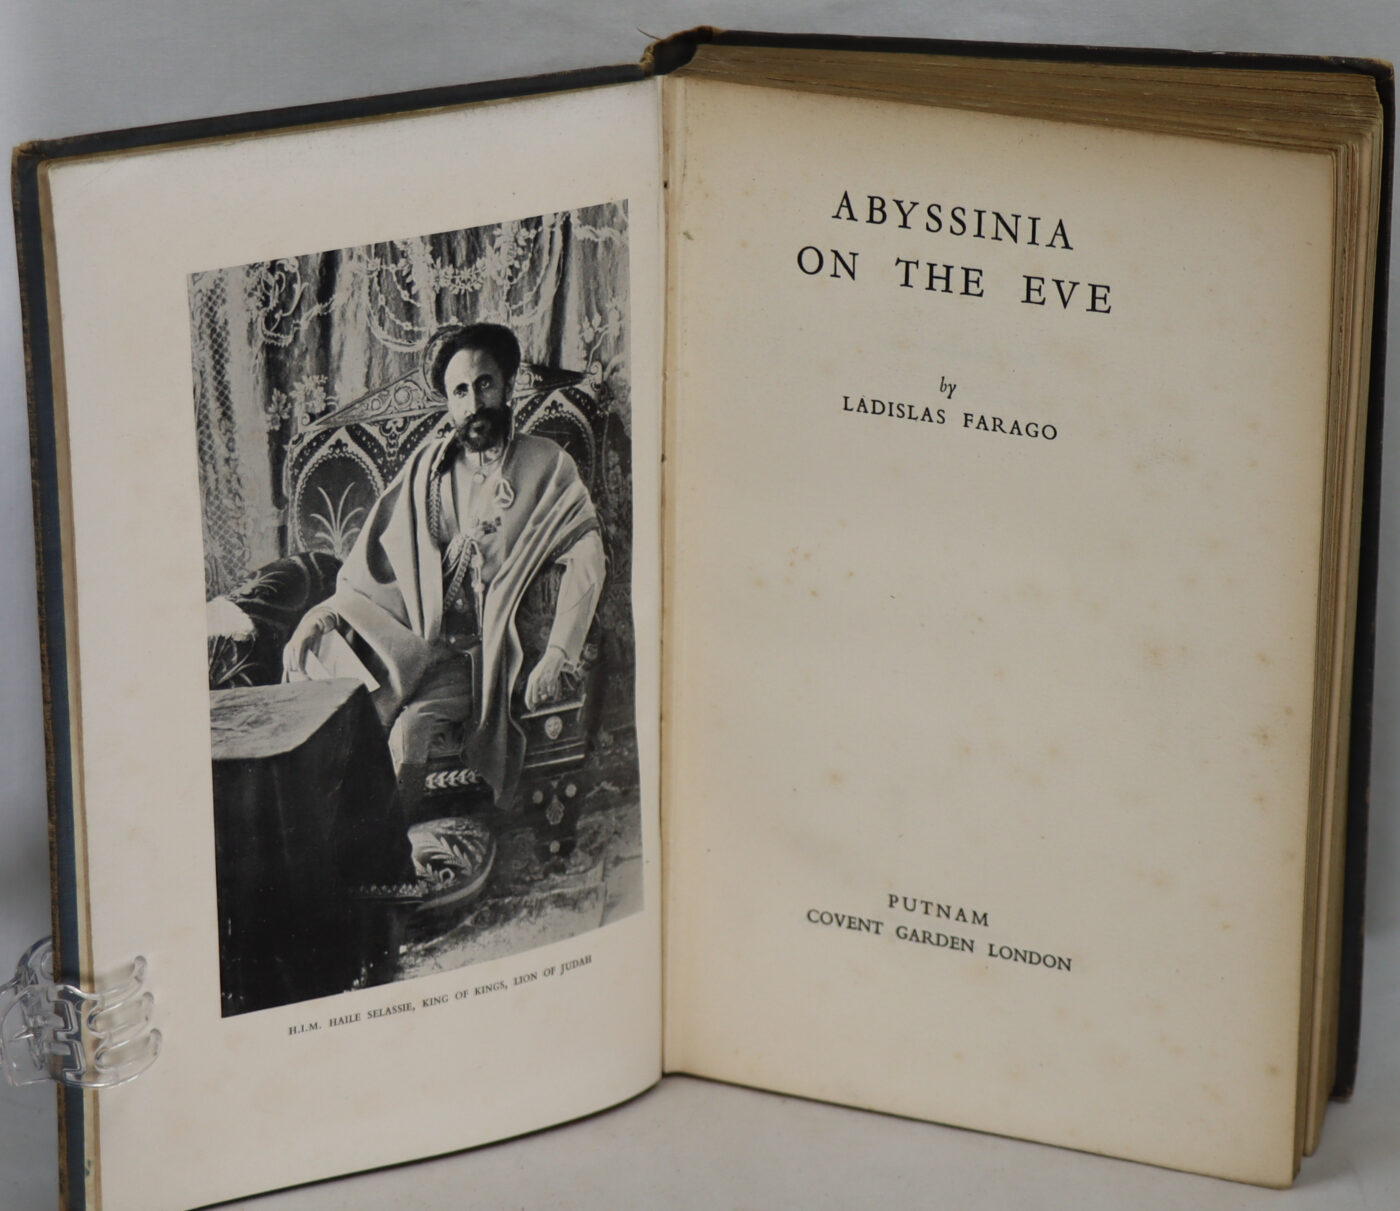 H.I.M. HAILE SELASSIE, KING OF KINGS, LION OF JUDAH
ABYSSINIA
ON THE EVE
by
LADISLAS FARAGO
PUTNAM
COVENT GARDEN LONDON